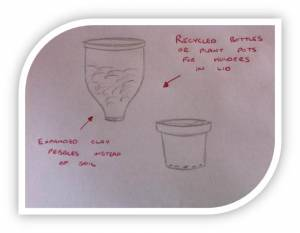 RECYCLED BOTTLES
OR PLANT POTS
FOR HOLDERS
IN LID
EXPANDED CLAY
PEBBLES INSTEAD
OF SOIL